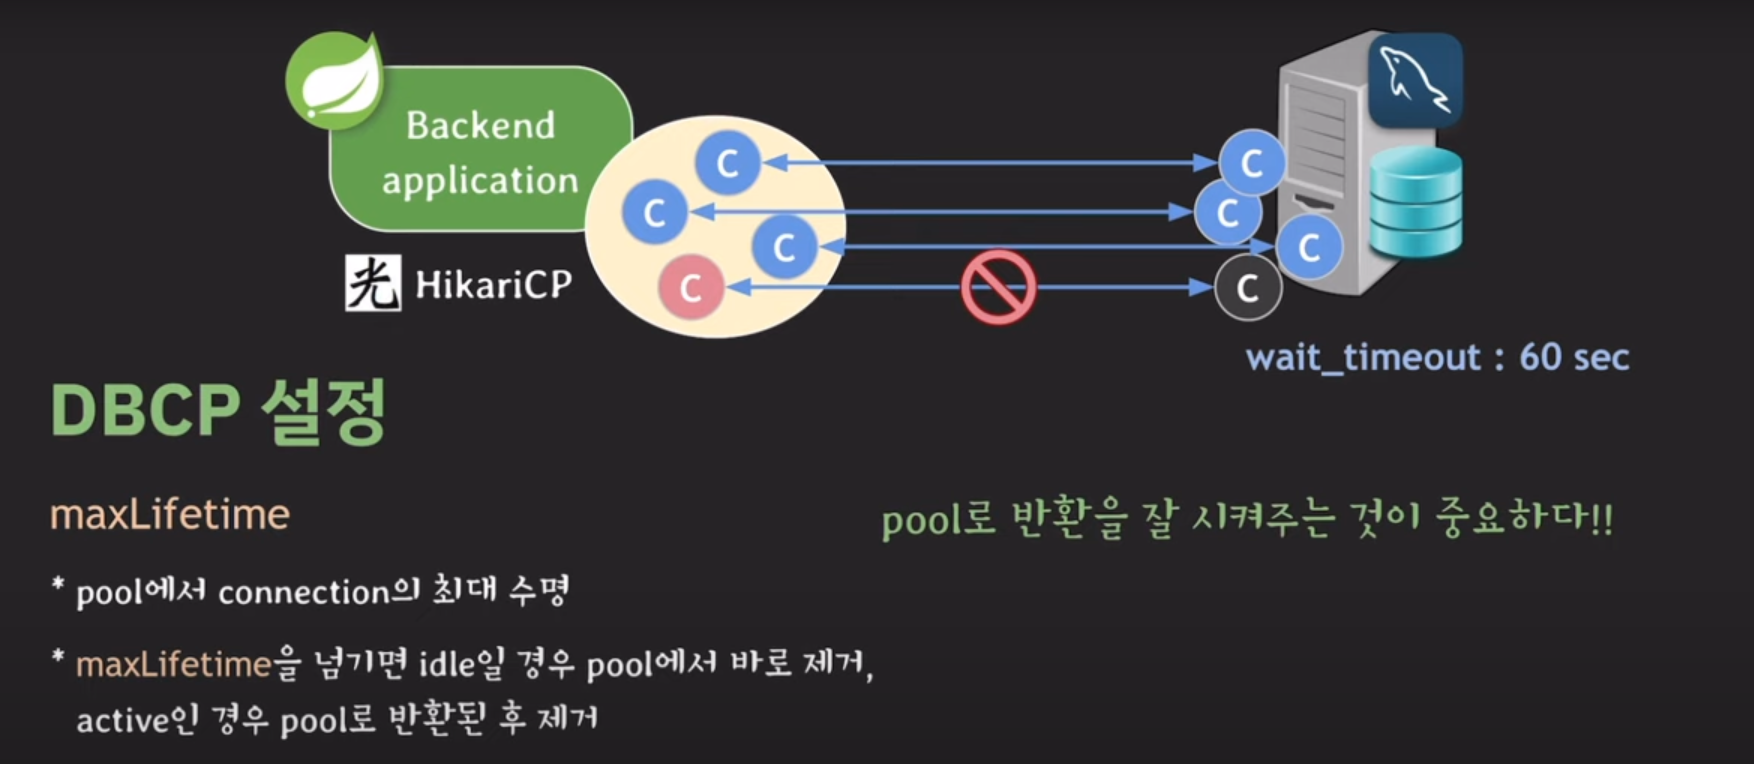 Backend
application
C
C
C
C
C
C
C
C
光 HikariCP
wait_timeout : 60 sec
DBCP 설정
maxLifetime
pool로 반환을 잘 시켜주는 것이 중요하다!!
* pool에서 connection의 최대 수명
* maxLifetime을 넘기면 idle일 경우 pool에서 바로 제거,
active인 경우 pool로 반환된 후 제거